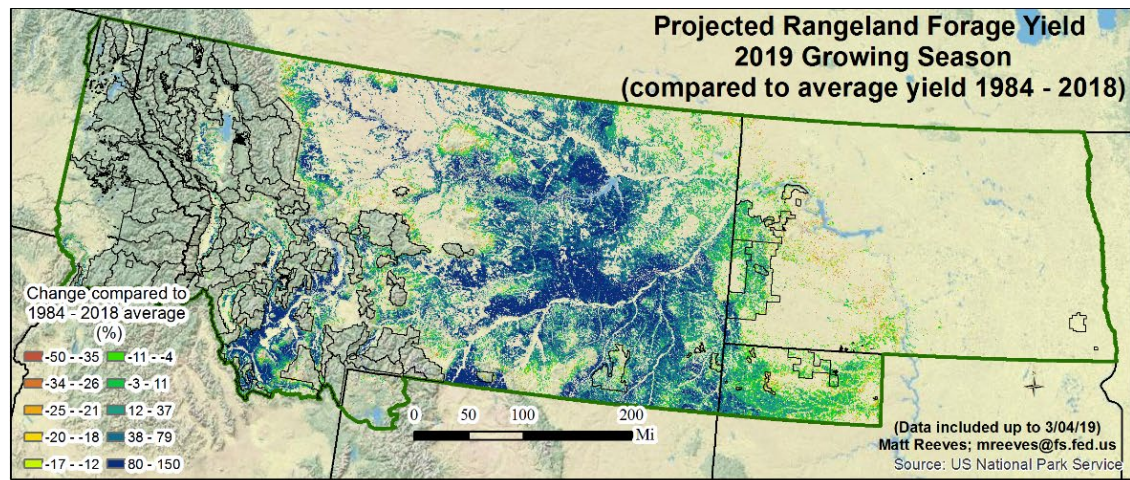 Projected Rangeland Forage Yield
2019 Growing Season
(compared to average yield 1984 - 2018)
Change compared to
1984 - 2018 average
(%)
-50 - -35
-11 - -4
-34 - -26
-3 - 11
-25 - -21
12 - 37
-20 - -18
38 - 79
-17 - -12
80 - 150
0 50 100 200
Mi
(Data included up to 3/04/19)
Matt Reeves; mreeves@fs.fed.us
Source: US National Park Service